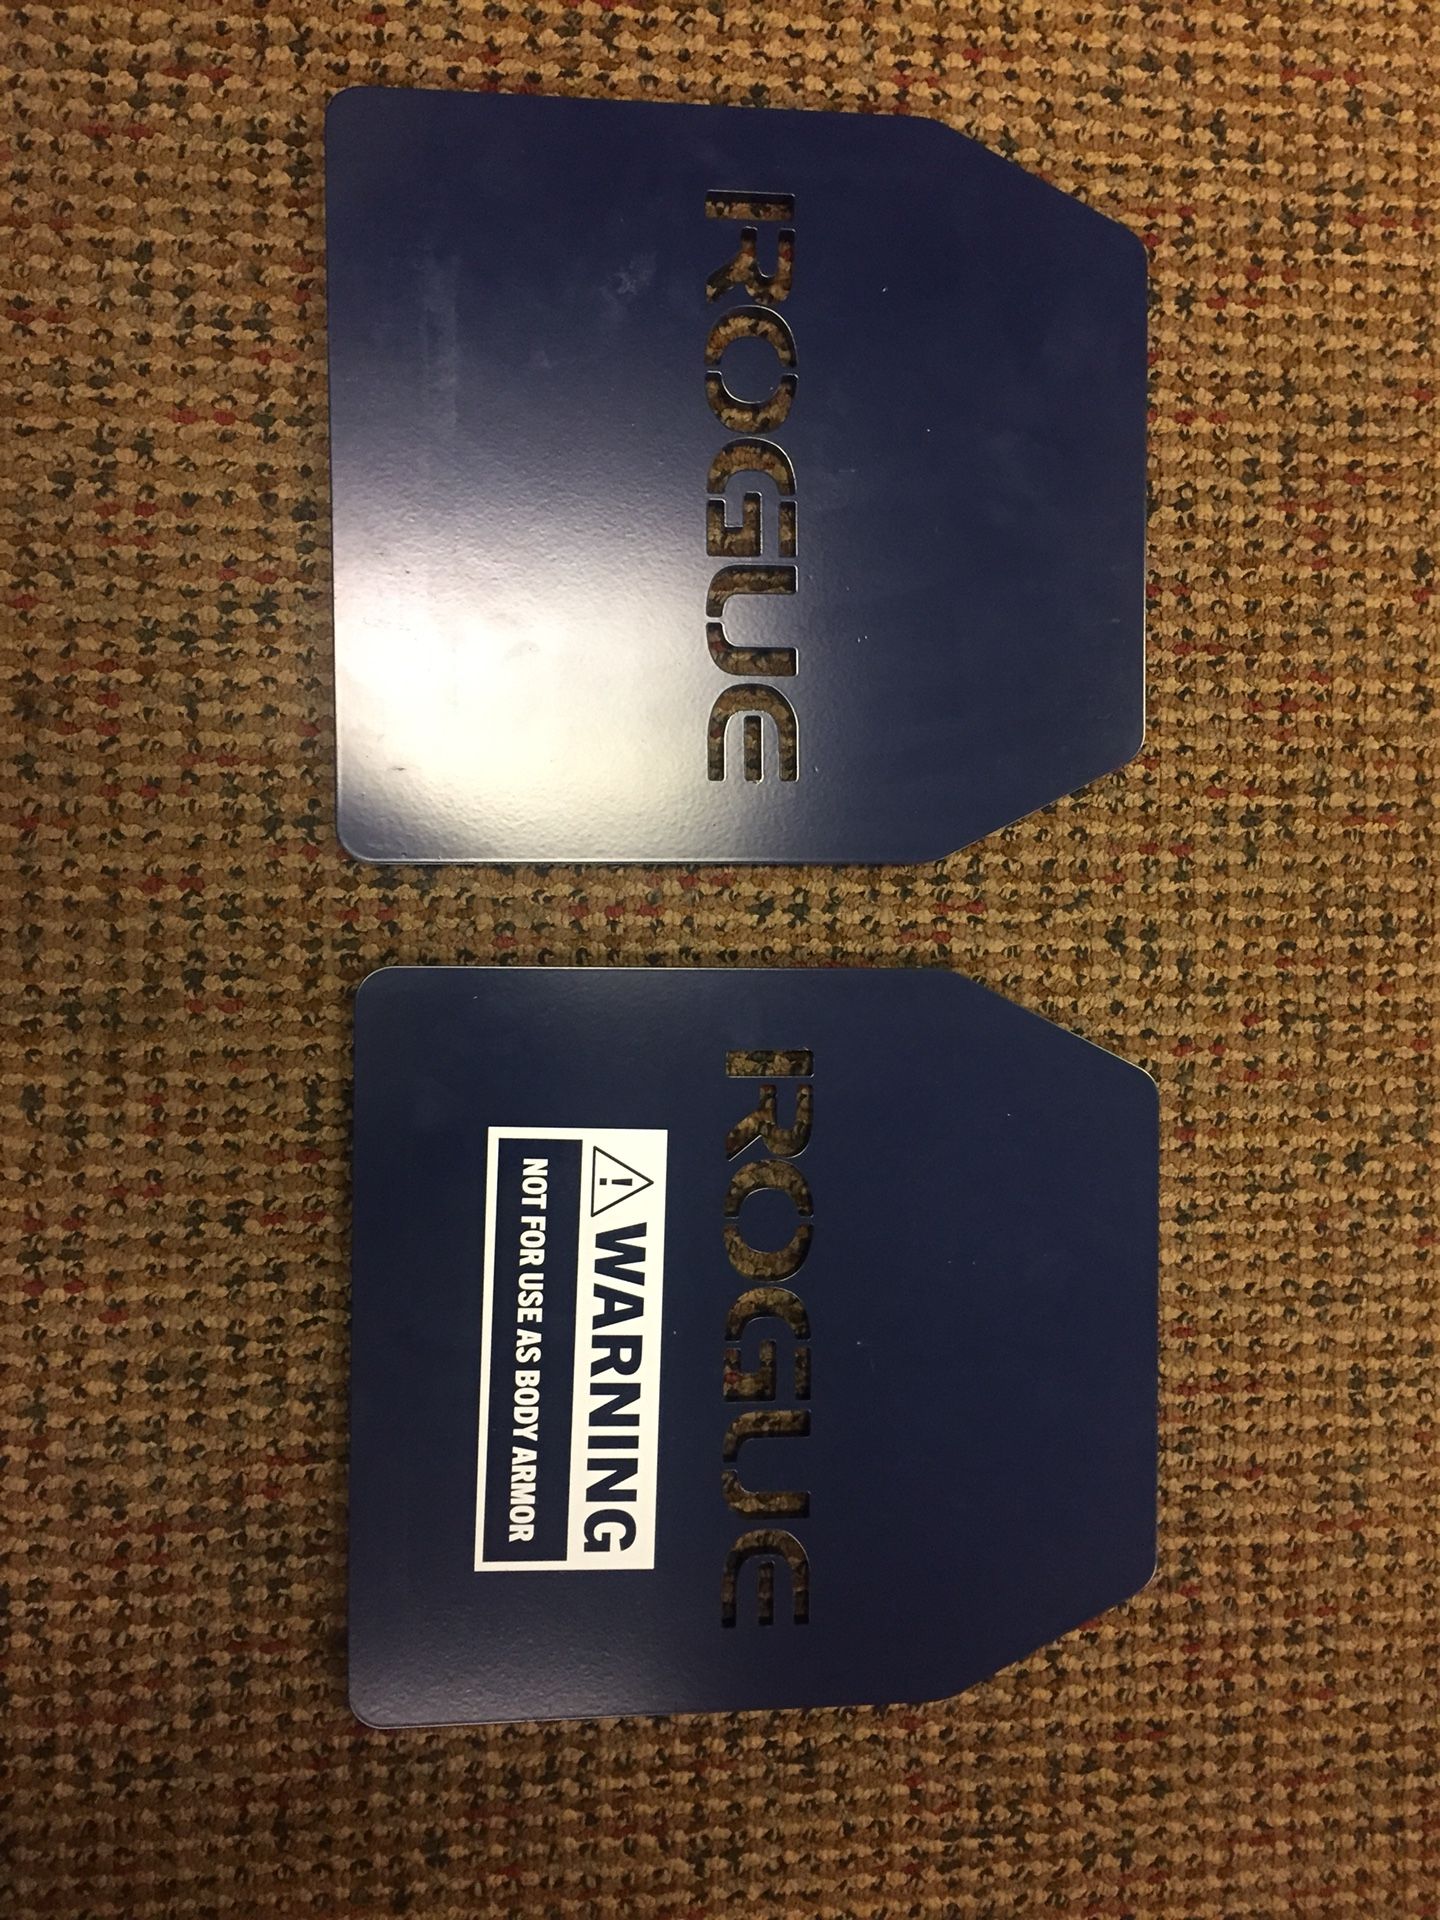 ROGUE
ROGUE
WARNING
NOT FOR USE AS BODY ARMOR